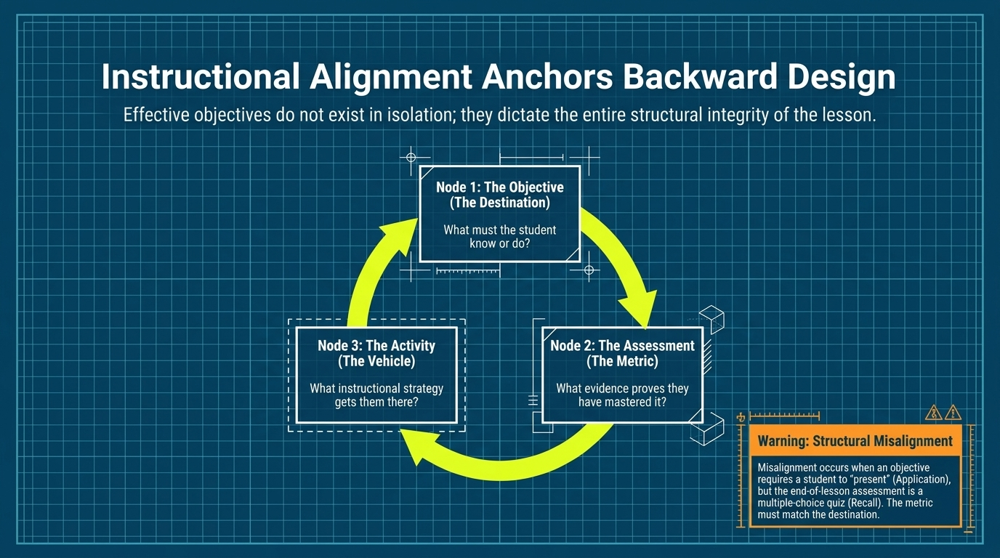 Instructional Alignment Anchors Backward Design
Effective objectives do not exist in isolation; they dictate the entire structural integrity of the lesson.
Node 1: The Objective
(The Destination)
What must the student
know or do?
Node 3: The Activity
(The Vehicle)
What instructional strategy
gets them there?
Node 2: The Assessment
(The Metric)
What evidence proves they
have mastered it?
Warning: Structural Misalignment
Misalignment occurs when an objective
requires a student to "present" (Application),
but the end-of-lesson assessment is a
multiple-choice quiz (Recall). The metric
must match the destination.